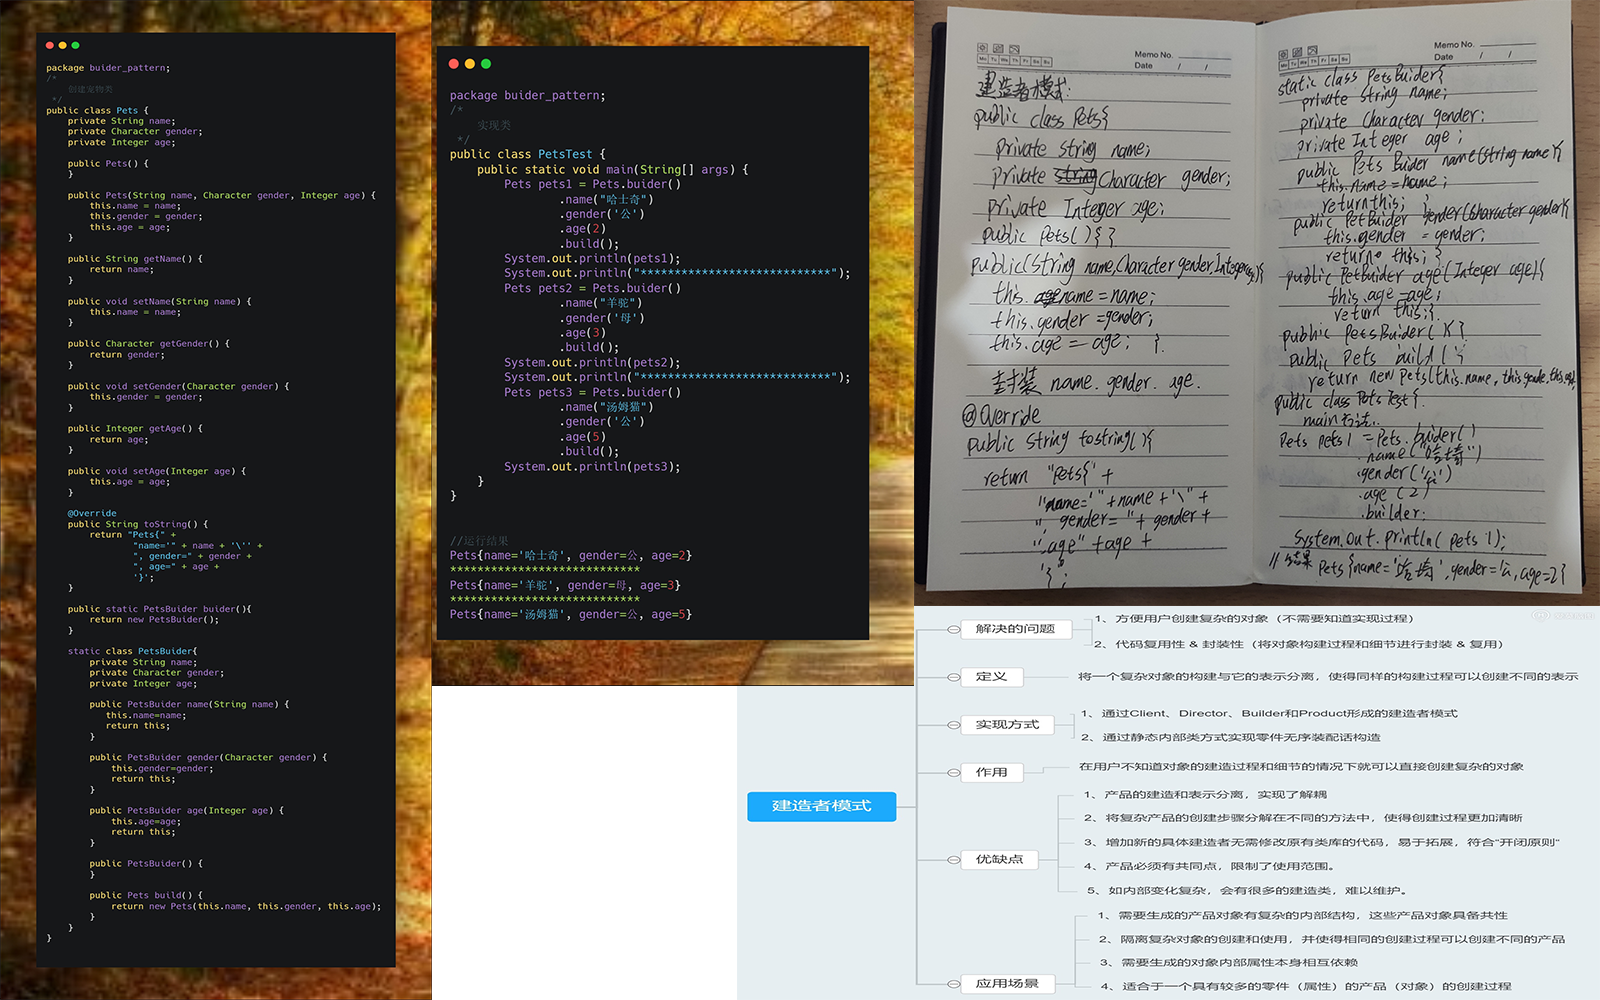 package buider_pattern;
/*
创建宠物类
*/
public class Pets {
private String name;
private Character gender;
private Integer age;
public Pets() {
}
public Pets(String name, Character gender, Integer age) {
this.name = name;
this.gender = gender;
this.age = age;
}
public String getName() {
return name;
}
public void setName(String name) {
this.name = name;
}
public Character getGender() {
return gender;
}
public void setGender(Character gender) {
this.gender = gender;
}
public Integer getAge() {
return age;
}
public void setAge(Integer age) {
this.age = age;
}
@Override
public String toString() {
return "Pets{" +
"name='" + name + '\'' +
", gender=" + gender +
", age=" + age +
'}';
}
public static PetsBuider buider(){
return new PetsBuider();
}
static class PetsBuider{
private String name;
private Character gender;
private Integer age;
public PetsBuider name(String name) {
this.name=name;
return this;
}
public PetsBuider gender(Character gender) {
this.gender=gender;
return this;
}
public PetsBuider age(Integer age) {
this.age=age;
return this;
}
public PetsBuider() {
}
public Pets build() {
return new Pets(this.name, this.gender, this.age);
}
}
}
package buider_pattern;
/*
实现类
*/
public class PetsTest {
public static void main(String[] args) {
Pets pets1 = Pets.buider()
.name("哈士奇")
.gender('公')
.age(2)
.build();
System.out.println(pets1);
System.out.println("****************************");
Pets pets2 = Pets.buider()
.name("羊驼")
.gender('母')
.age(3)
.build();
System.out.println(pets2);
System.out.println("****************************");
Pets pets3 = Pets.buider()
.name("汤姆猫")
.gender('公')
.age(5)
.build();
System.out.println(pets3);
}
}
//运行结果
Pets{name='哈士奇', gender=公, age=2}
****************************
Pets{name='羊驼', gender=母, age=3}
****************************
Pets{name='汤姆猫', gender=公, age=5}
Memo No.
Mo Tu We Th Fr Sa Su
Date / /
建造者模式:
public class Pets{
private string name;
private Character gender;
private Integer age;
public Pets(){ }
public(String name,Character gender,Integer age){
this. name = name;
this.gender = gender;
this.age = age; }.
封装 name. gender. age.
@Override
public String tostring(){
return "Pets{" +
"name='"+name+'\'' +
", gender= "+ gender +
", age" +age +
'}';
Memo No.
Mo Tu We Th Fr Sa Su
Date / /
static class PetsBuider{
private String name;
private Character gender;
private Integer age;
public Pets Buider name(string name){
this.name = name;
return this; }
public PetBuider gender(Character gender){
this.gender = gender;
return this; }
public PetBuider age(Integer age){
this.age = age;
return this;}.
public PetsBuider( ){ }
public Pets build( );
return new Pets(this.name, this.gende, this.age
public class Pets Test{.
main方法..
Pets pets1 = Pets. buider()
.name("哈士奇")
.gender('公')
.age(2)
.builder.
System.out.println( pets 1);
//结果 Pets {name='哈士奇', gender='公, age=2}
建造者模式
解决的问题
1、方便用户创建复杂的对象（不需要知道实现过程）
2、代码复用性 & 封装性（将对象构建过程和细节进行封装 & 复用）
定义
将一个复杂对象的构建与它的表示分离，使得同样的构建过程可以创建不同的表示
实现方式
1、通过Client、Director、Builder和Product形成的建造者模式
2、通过静态内部类方式实现零件无序装配话构造
作用
在用户不知道对象的建造过程和细节的情况下就可以直接创建复杂的对象
优缺点
1、产品的建造和表示分离，实现了解耦
2、将复杂产品的创建步骤分解在不同的方法中，使得创建过程更加清晰
3、增加新的具体建造者无需修改原有类库的代码，易于拓展，符合“开闭原则“
4、产品必须有共同点，限制了使用范围。
5、如内部变化复杂，会有很多的建造类，难以维护。
应用场景
1、需要生成的产品对象有复杂的内部结构，这些产品对象具备共性
2、隔离复杂对象的创建和使用，并使得相同的创建过程可以创建不同的产品
3、需要生成的对象内部属性本身相互依赖
4、适合于一个具有较多的零件（属性）的产品（对象）的创建过程